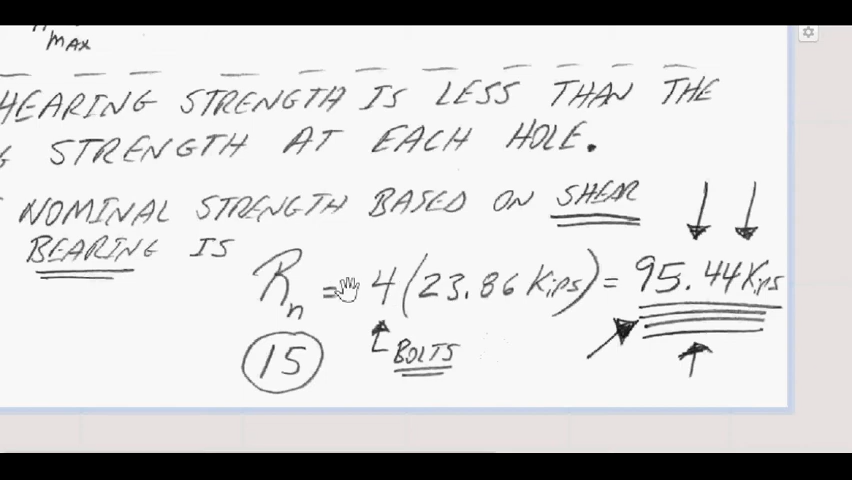 MAX
HEARING STRENGTH IS LESS THAN THE
G STRENGTH AT EACH HOLE.
NOMINAL STRENGTH BASED ON SHEAR
BEARING IS
Rn = 4(23.86 Kips) = 95.44 Kips
15 BOLTS